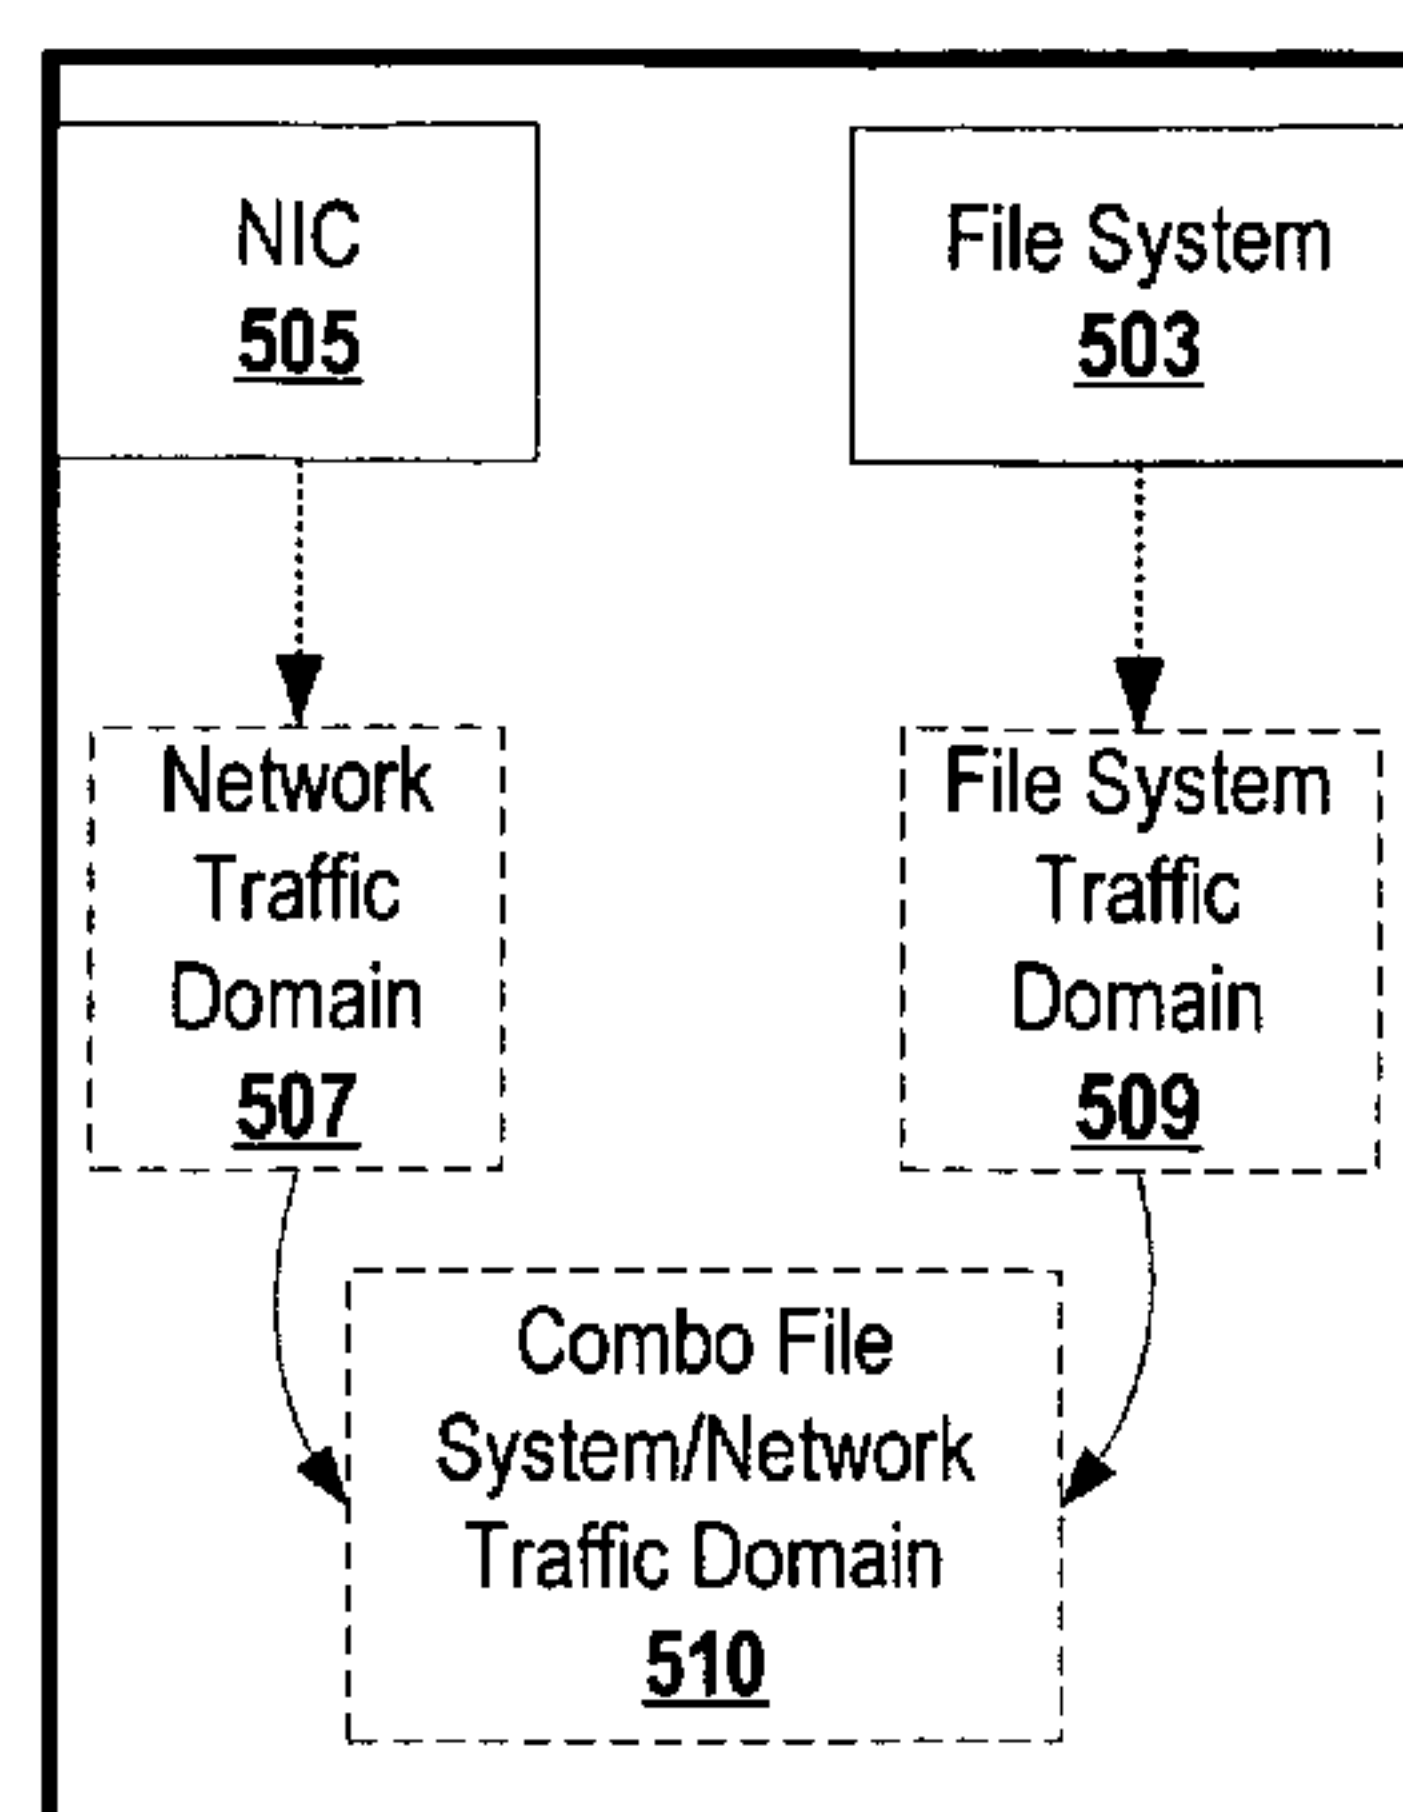 NIC
505
File System
503
Network
Traffic
Domain
507
File System
Traffic
Domain
509
Combo File
System/Network
Traffic Domain
510